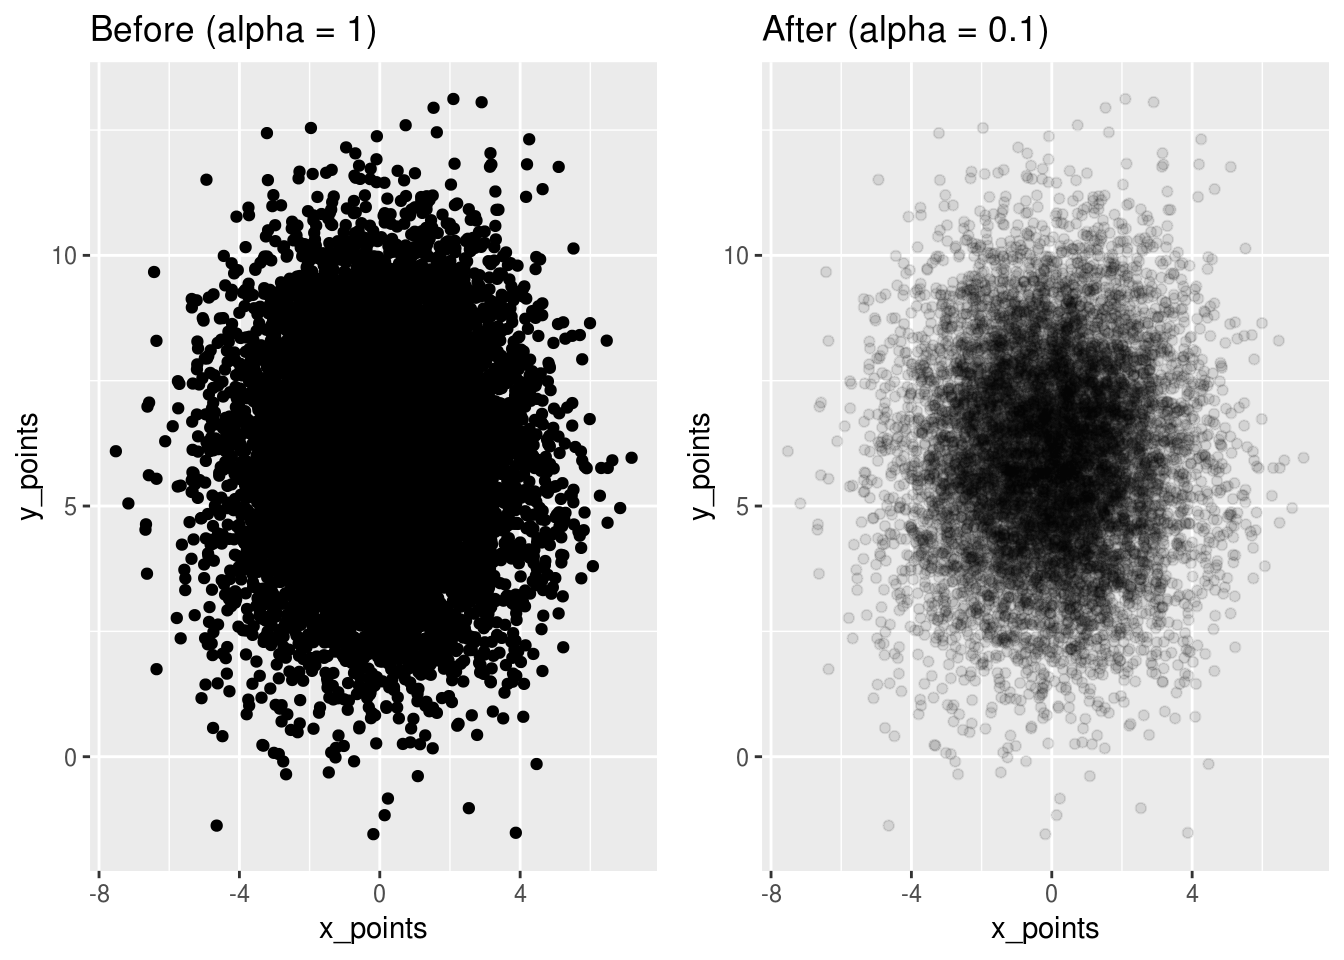 Before (alpha = 1)
10
5
0
-8 -4 0 4
x_points
y_points
After (alpha = 0.1)
10
5
0
-8 -4 0 4
x_points
y_points